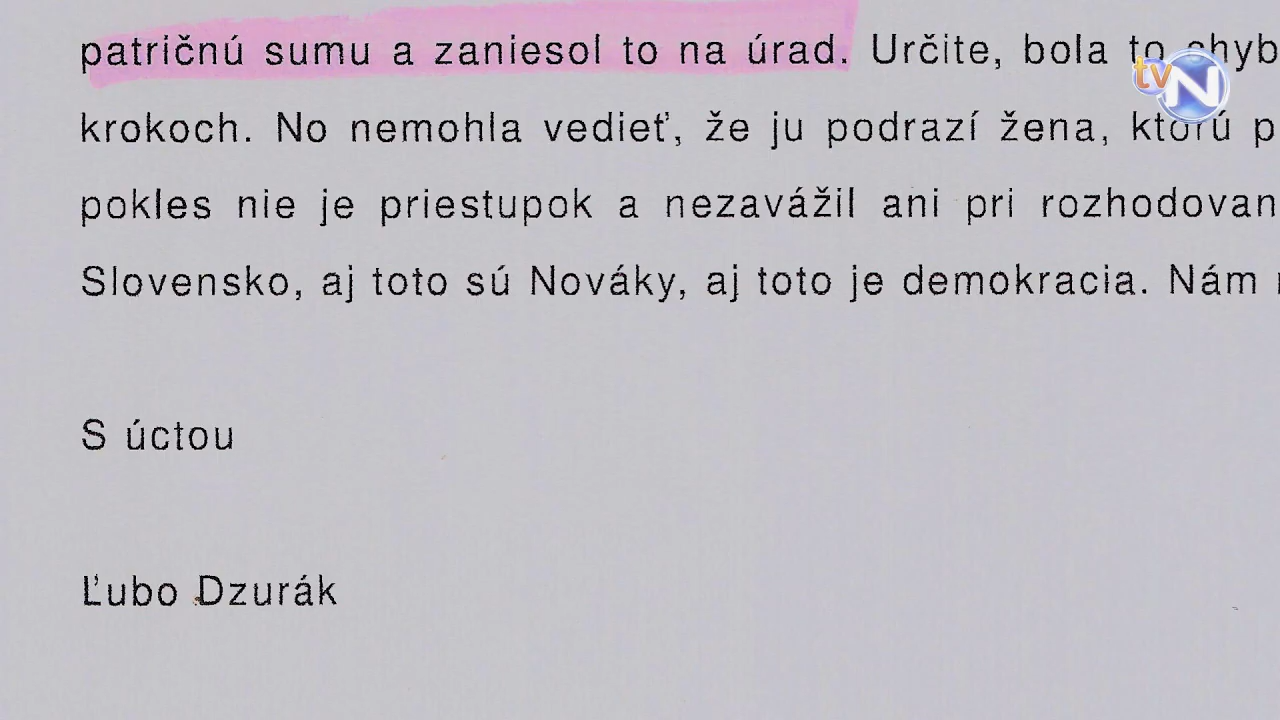 patričnú sumu a zaniesol to na úrad. Určite, bola to chyb
tvN
krokoch. No nemohla vedieť, že ju podrazí žena, ktorú p
pokles nie je priestupok a nezavážil ani pri rozhodovan
Slovensko, aj toto sú Nováky, aj toto je demokracia. Nám
S úctou
Ľubo Dzurák